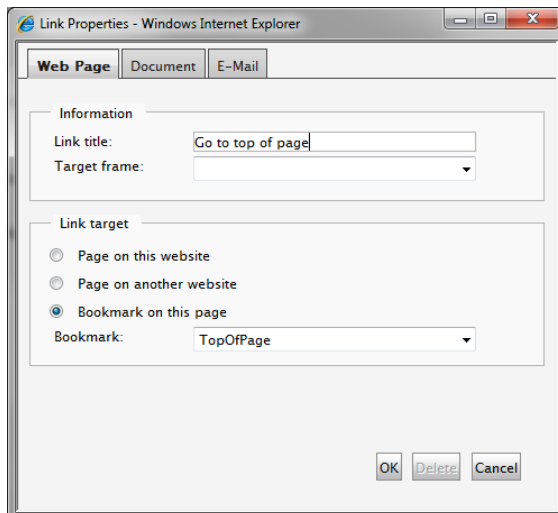 Link Properties - Windows Internet Explorer
Web Page Document E-Mail
Information
Link title: Go to top of page
Target frame:
Link target
Page on this website
Page on another website
Bookmark on this page
Bookmark: TopOfPage
OK Delete Cancel